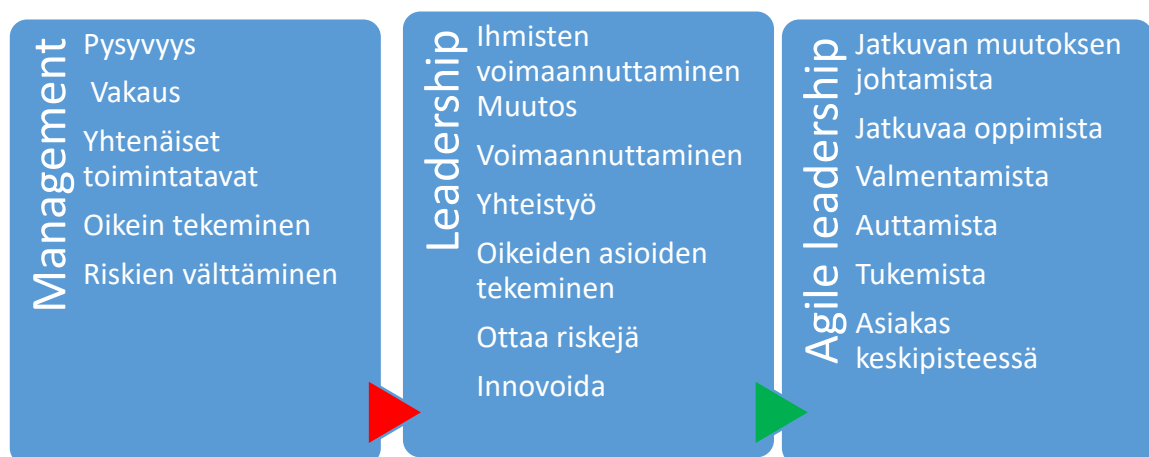 Management
Pysyvyys
Vakaus
Yhtenäiset
toimintatavat
Oikein tekeminen
Riskien välttäminen
Leadership
Ihmisten
voimaannuttaminen
Muutos
Voimaannuttaminen
Yhteistyö
Oikeiden asioiden
tekeminen
Ottaa riskejä
Innovoida
Agile leadership
Jatkuvan muutoksen
johtamista
Jatkuvaa oppimista
Valmentamista
Auttamista
Tukemista
Asiakas
keskipisteessä